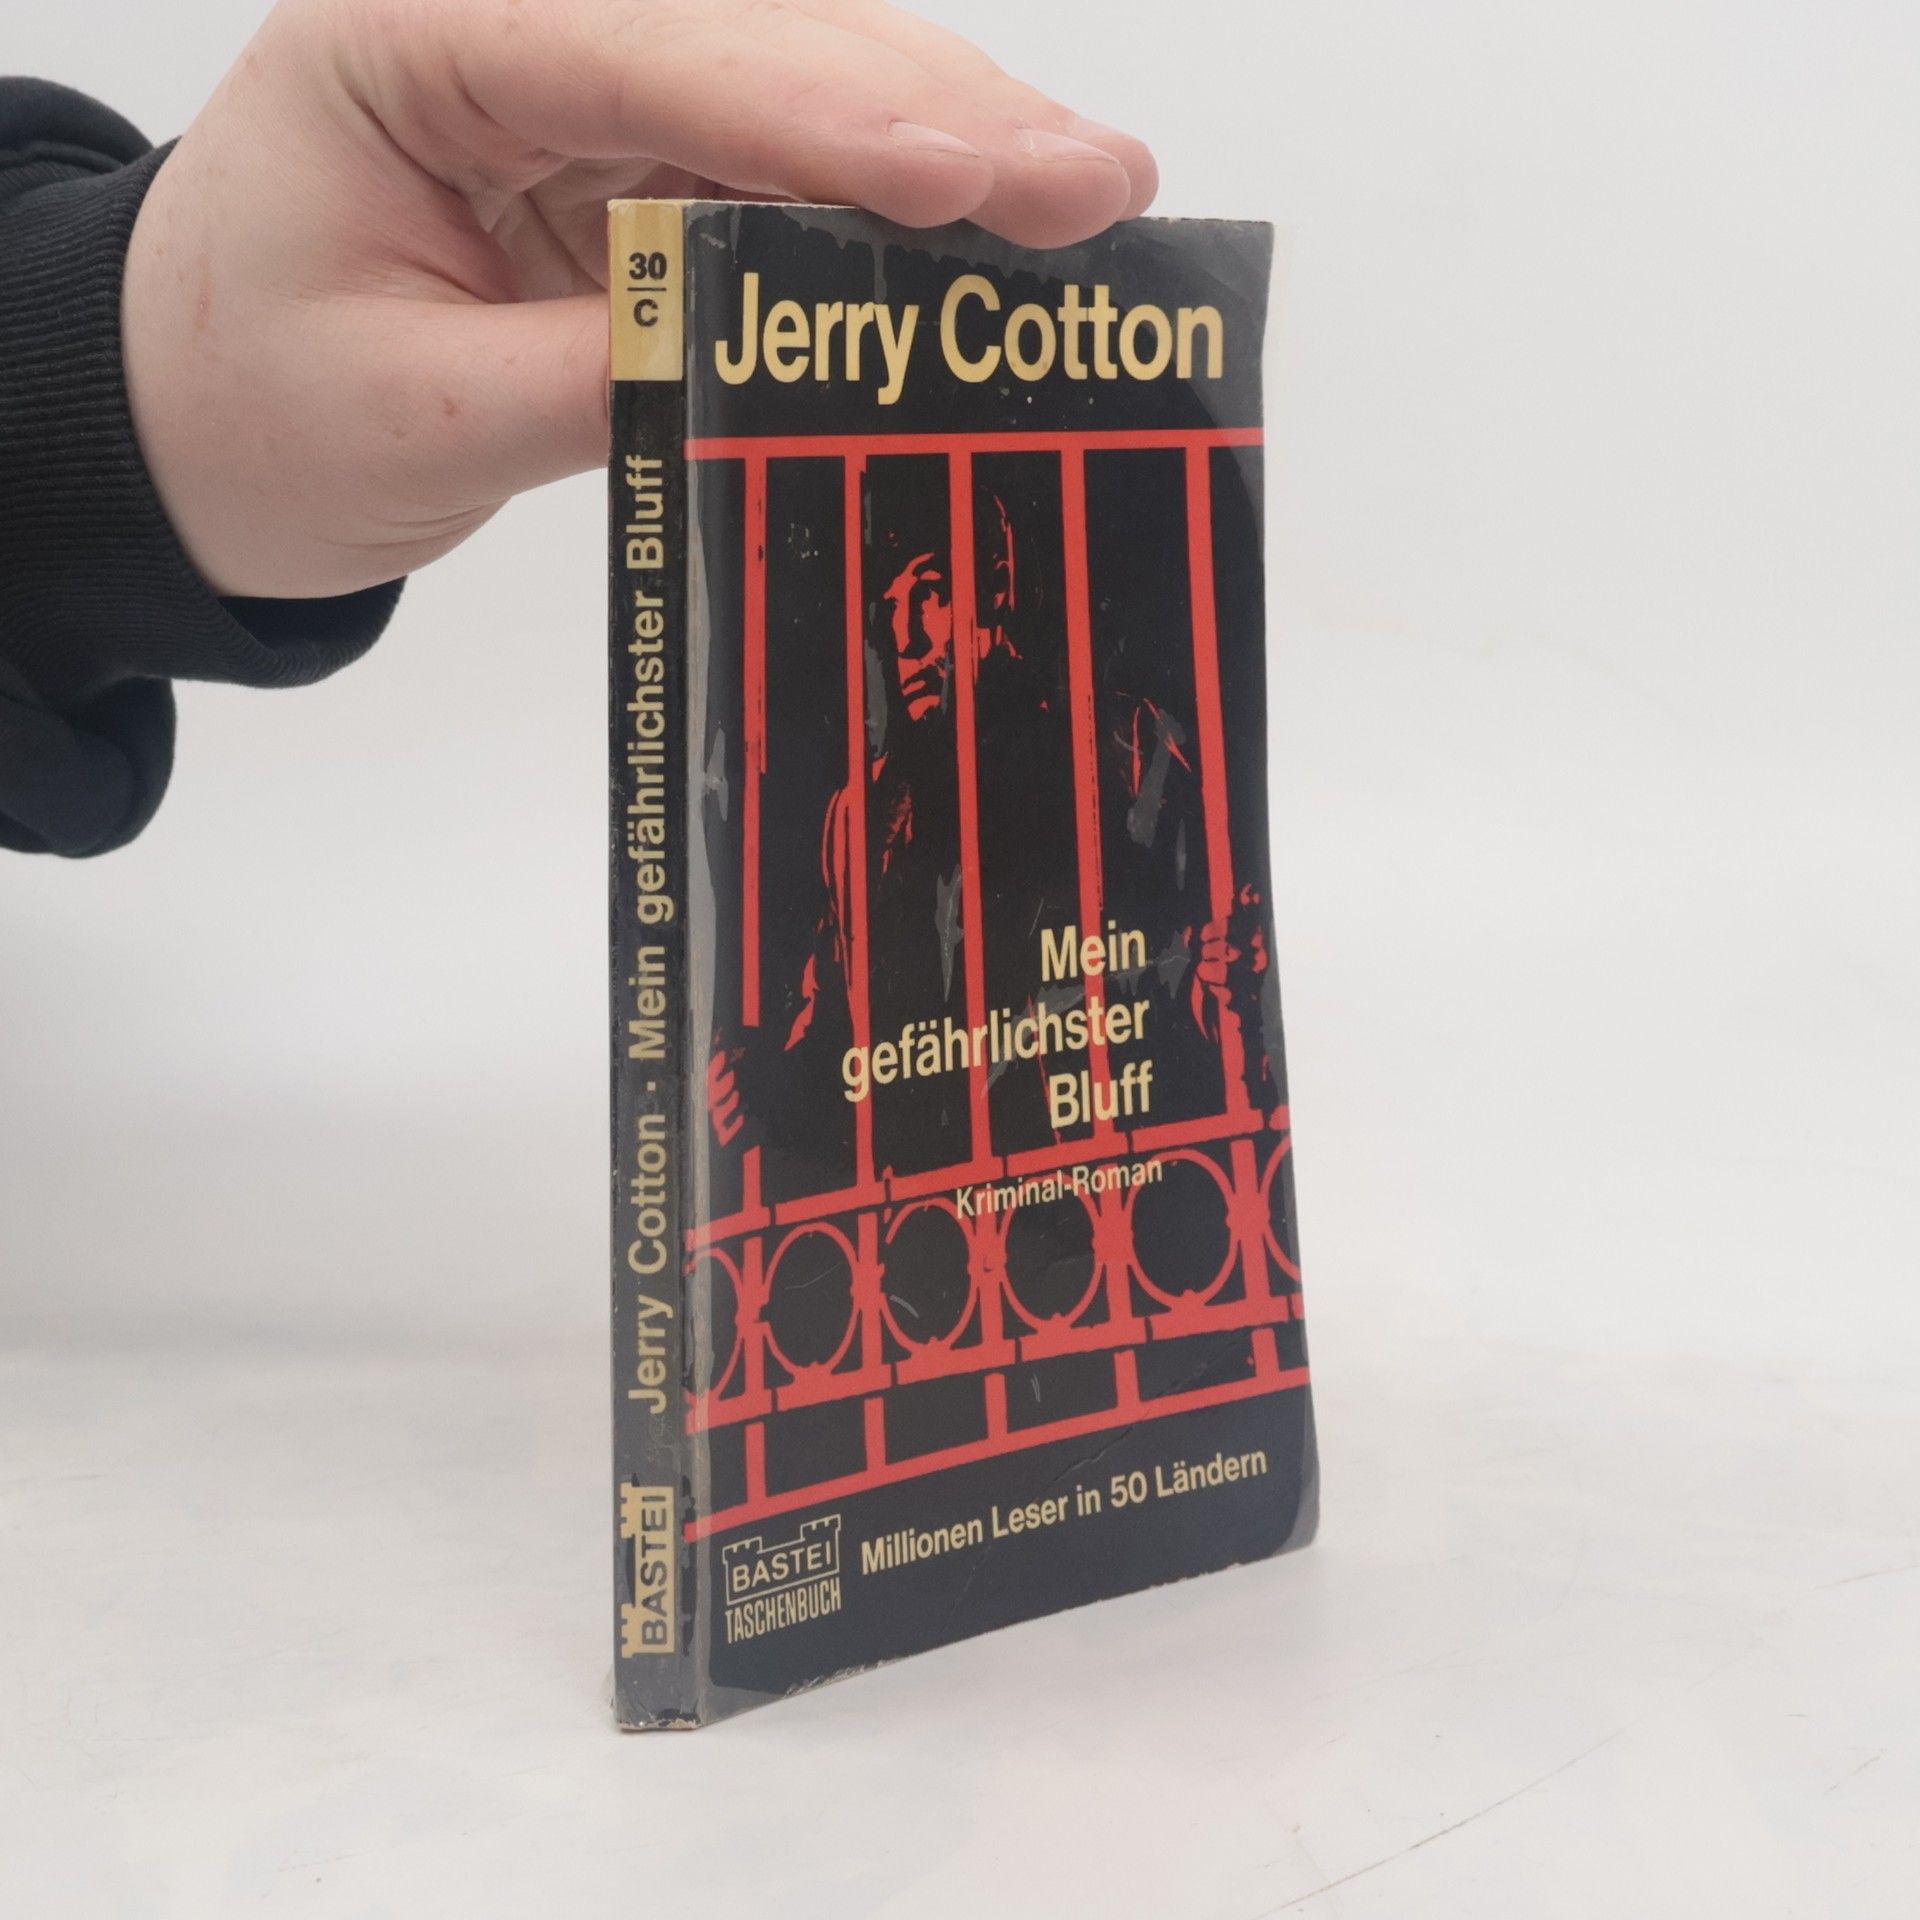 30
C
Jerry Cotton · Mein gefährlichster Bluff
BASTEI
Jerry Cotton
Mein
gefährlichster
Bluff
Kriminal-Roman
BASTEI
TASCHENBUCH
Millionen Leser in 50 Ländern